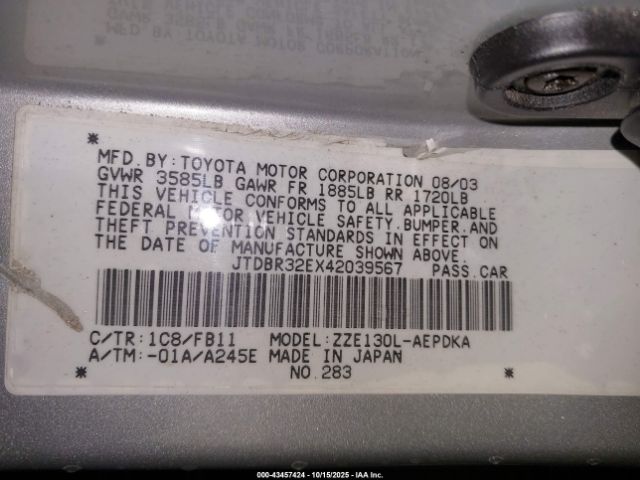 MFD.BY:TOYOTA MOTOR CORPORATION 08/03
GVWR 3585LB GAWR FR 1885LB RR 1720LB
THIS VEHICLE CONFORMS TO ALL APPLICABLE
FEDERAL MOTOR VEHICLE SAFETY,BUMPER,AND
THEFT PREVENTION STANDARDS IN EFFECT ON
THE DATE OF MANUFACTURE SHOWN ABOVE.
JTDBR32EX42039567 PASS.CAR
C/TR:1C8/FB11 MODEL:ZZE130L-AEPDKA
A/TM:-01A/A245E MADE IN JAPAN
* NO.283 *
000-43457424 - 10/15/2025 - IAA Inc.